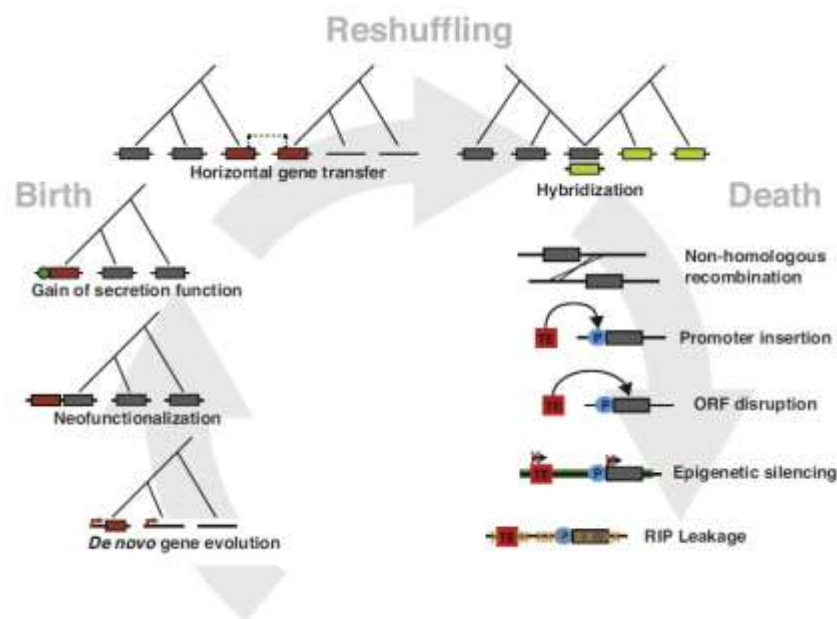 Reshuffling
Horizontal gene transfer
Hybridization
Birth
Death
Gain of secretion function
Neofunctionalization
De novo gene evolution
Non-homologous
recombination
TE
P
Promoter insertion
TE
P
ORF disruption
TE
P
Epigenetic silencing
TE
P
RIP Leakage